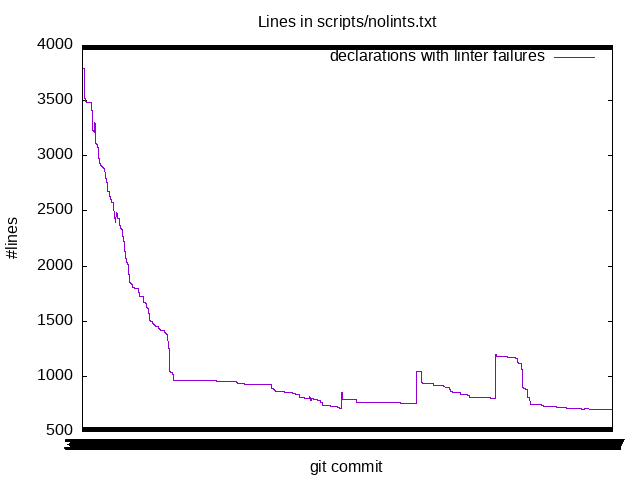 Lines in scripts/nolints.txt
4000
declarations with linter failures
3500
3000
2500
#lines
2000
1500
1000
500
git commit